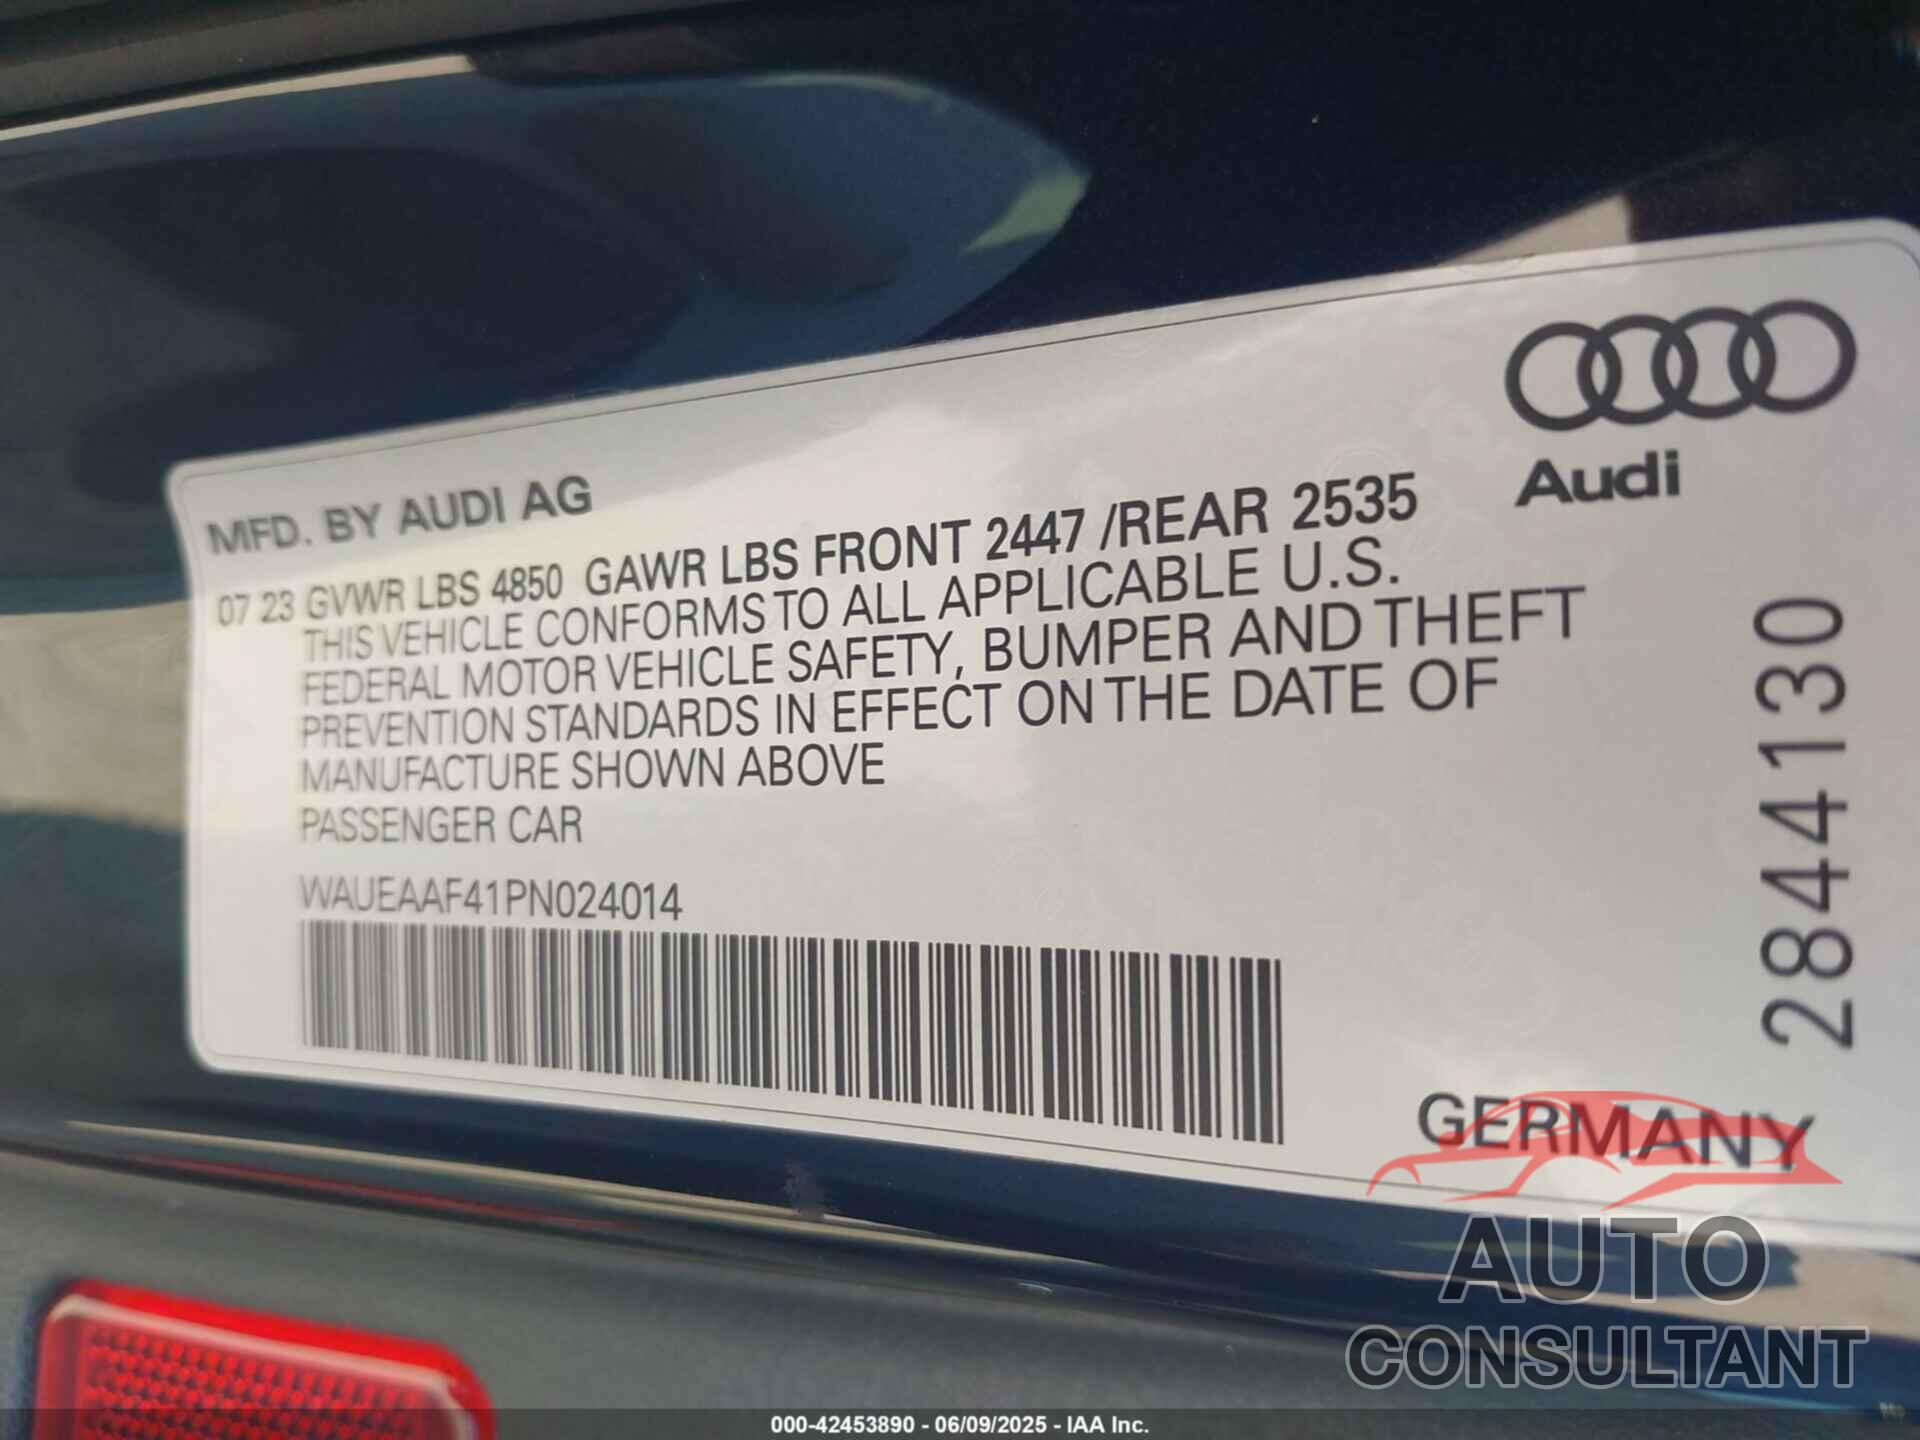 Audi
MFD. BY AUDI AG
07 23 GVWR LBS 4850 GAWR LBS FRONT 2447 /REAR 2535
THIS VEHICLE CONFORMS TO ALL APPLICABLE U.S.
FEDERAL MOTOR VEHICLE SAFETY, BUMPER AND THEFT
PREVENTION STANDARDS IN EFFECT ON THE DATE OF
MANUFACTURE SHOWN ABOVE
PASSENGER CAR
WAUEAAF41PN024014
2844130
GERMANY
AUTO
CONSULTANT
000-42453890 - 06/09/2025 - IAA Inc.